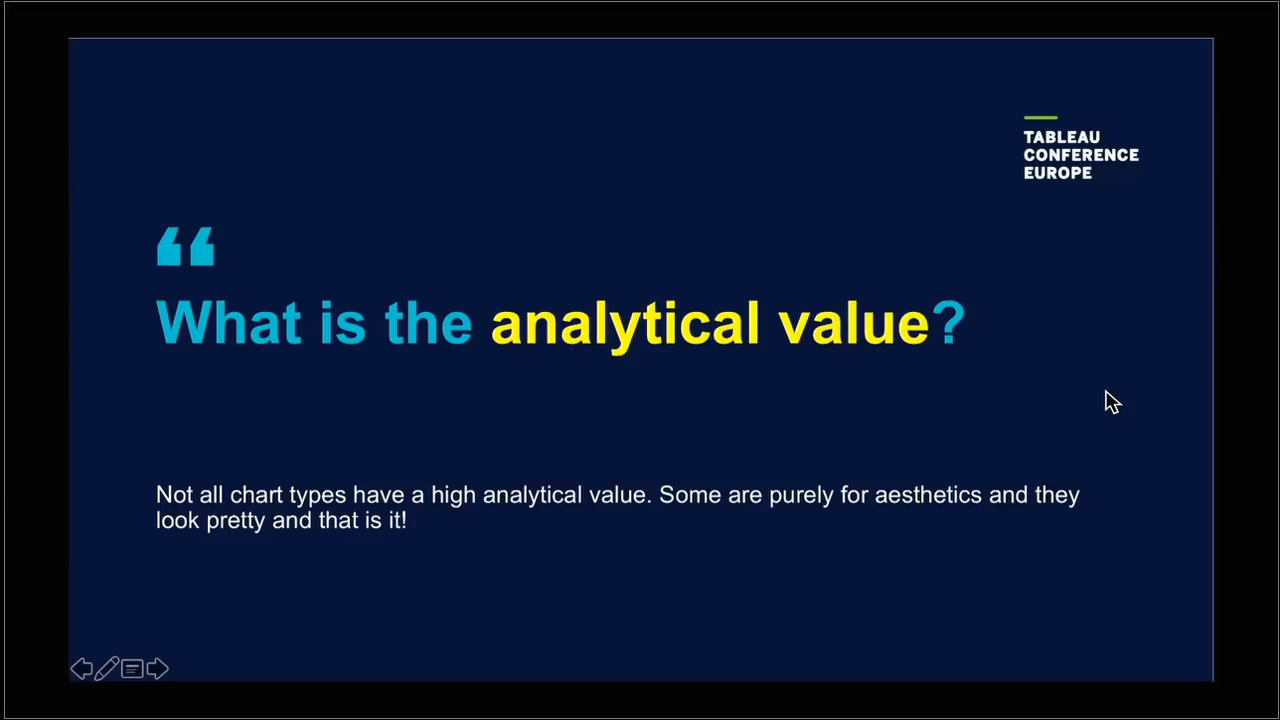 TABLEAU
CONFERENCE
EUROPE
“
What is the analytical value?
Not all chart types have a high analytical value. Some are purely for aesthetics and they
look pretty and that is it!